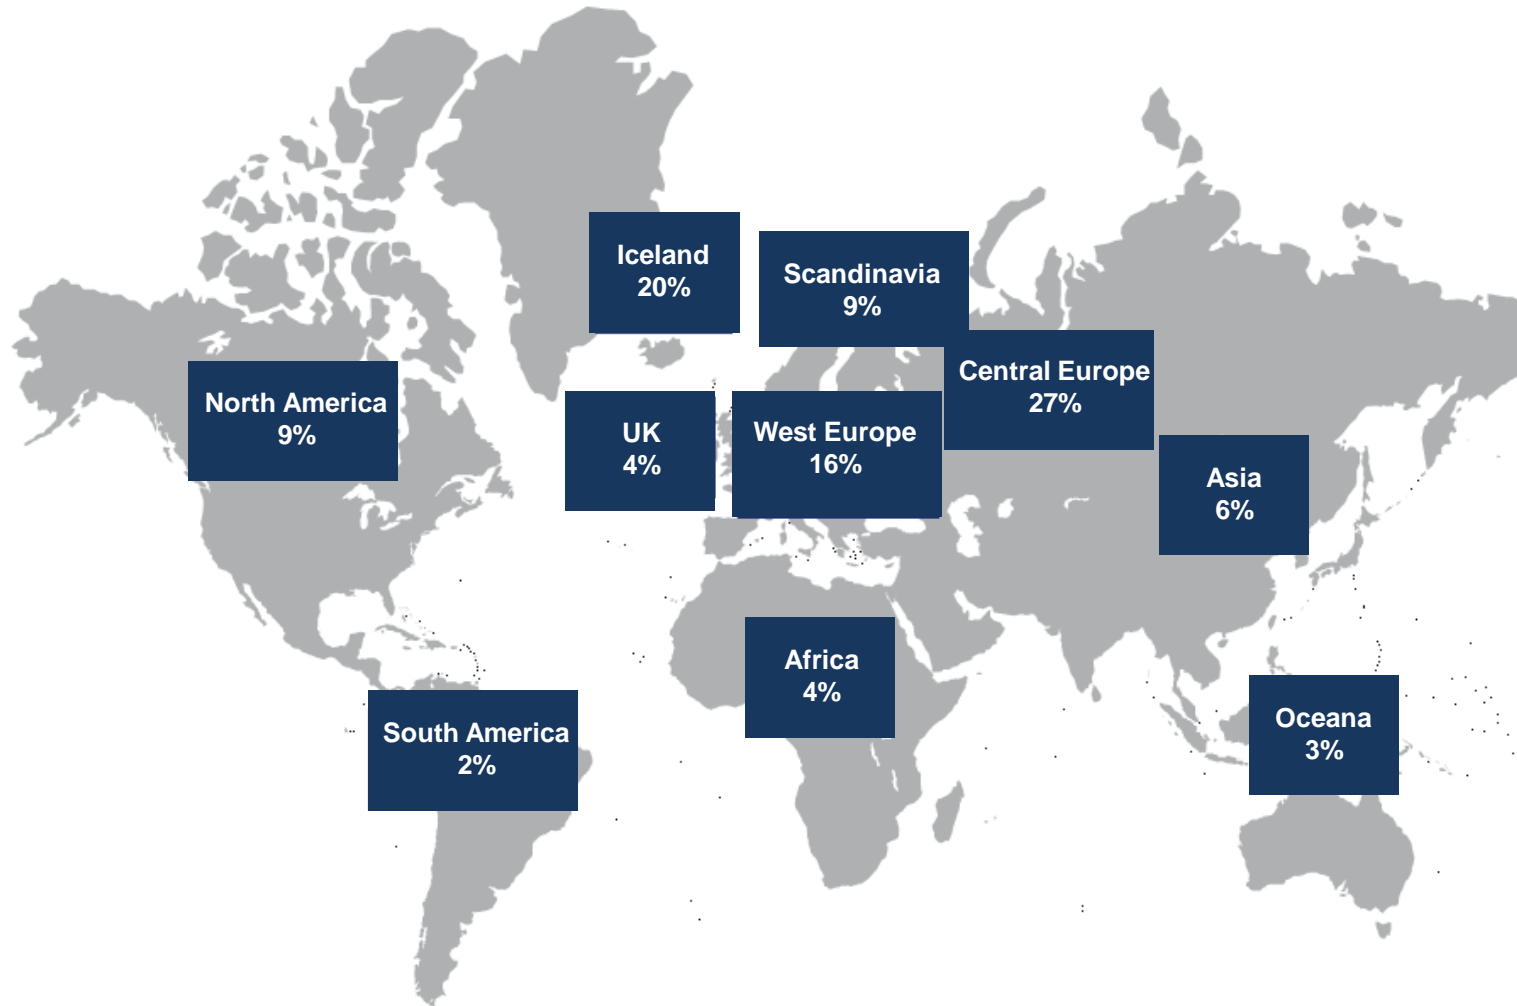 Iceland
20%
Scandinavia
9%
Central Europe
27%
North America
9%
UK
4%
West Europe
16%
Asia
6%
Africa
4%
South America
2%
Oceana
3%